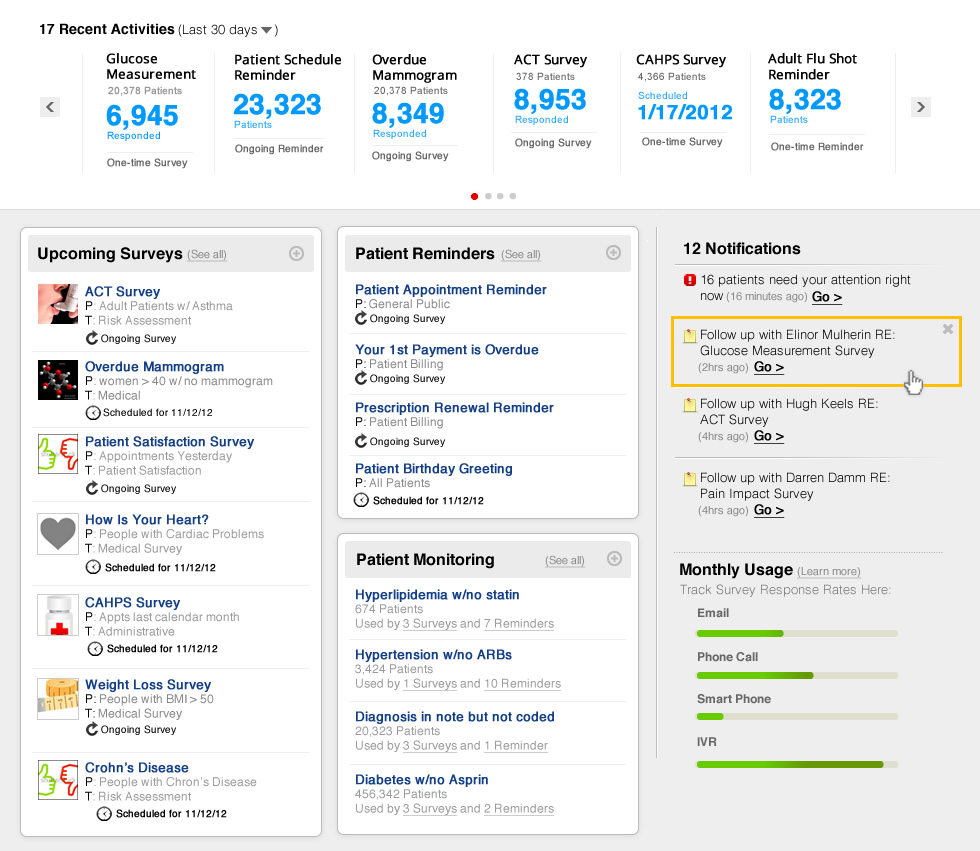 17 Recent Activities (Last 30 days ▼)
Glucose
Measurement
20,378 Patients
6,945
Responded
One-time Survey
Patient Schedule
Reminder
23,323
Patients
Ongoing Reminder
Overdue
Mammogram
20,378 Patients
8,349
Responded
Ongoing Survey
ACT Survey
378 Patients
8,953
Responded
Ongoing Survey
CAHPS Survey
4,366 Patients
Scheduled
1/17/2012
One-time Survey
Adult Flu Shot
Reminder
8,323
Patients
One-time Reminder
Upcoming Surveys (See all)
ACT Survey
P: Adult Patients w/ Asthma
T: Risk Assessment
Ongoing Survey
Overdue Mammogram
P: women > 40 w/ no mammogram
T: Medical
Scheduled for 11/12/12
Patient Satisfaction Survey
P: Appointments Yesterday
T: Patient Satisfaction
Ongoing Survey
How Is Your Heart?
P: People with Cardiac Problems
T: Medical Survey
Scheduled for 11/12/12
CAHPS Survey
P: Appts last calendar month
T: Administrative
Scheduled for 11/12/12
Weight Loss Survey
P: People with BMI > 50
T: Medical Survey
Ongoing Survey
Crohn's Disease
P: People with Chron's Disease
T: Risk Assessment
Scheduled for 11/12/12
Patient Reminders (See all)
Patient Appointment Reminder
P: General Public
Ongoing Survey
Your 1st Payment is Overdue
P: Patient Billing
Ongoing Survey
Prescription Renewal Reminder
P: Patient Billing
Ongoing Survey
Patient Birthday Greeting
P: All Patients
Scheduled for 11/12/12
Patient Monitoring (See all)
Hyperlipidemia w/no statin
674 Patients
Used by 3 Surveys and 7 Reminders
Hypertension w/no ARBs
3,424 Patients
Used by 1 Surveys and 10 Reminders
Diagnosis in note but not coded
20,323 Patients
Used by 3 Surveys and 1 Reminder
Diabetes w/no Asprin
456,342 Patients
Used by 3 Surveys and 2 Reminders
12 Notifications
16 patients need your attention right
now (16 minutes ago) Go >
Follow up with Elinor Mulherin RE:
Glucose Measurement Survey
(2hrs ago) Go >
Follow up with Hugh Keels RE:
ACT Survey
(4hrs ago) Go >
Follow up with Darren Damm RE:
Pain Impact Survey
(4hrs ago) Go >
Monthly Usage (Learn more)
Track Survey Response Rates Here:
Email
Phone Call
Smart Phone
IVR